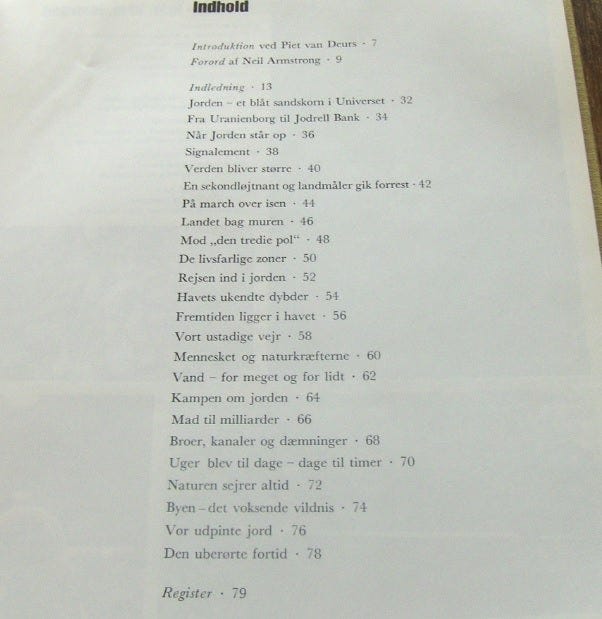 Indhold
Introduktion ved Piet van Deurs · 7
Forord af Neil Armstrong · 9
Indledning · 13
Jorden – et blåt sandskorn i Universet · 32
Fra Uranienborg til Jodrell Bank · 34
Når Jorden står op · 36
Signalement · 38
Verden bliver større · 40
En sekondløjtnant og landmåler gik forrest · 42
På march over isen · 44
Landet bag muren · 46
Mod „den tredie pol“ · 48
De livsfarlige zoner · 50
Rejsen ind i jorden · 52
Havets ukendte dybder · 54
Fremtiden ligger i havet · 56
Vort ustadige vejr · 58
Mennesket og naturkræfterne · 60
Vand – for meget og for lidt · 62
Kampen om jorden · 64
Mad til milliarder · 66
Broer, kanaler og dæmninger · 68
Uger blev til dage – dage til timer · 70
Naturen sejrer altid · 72
Byen – det voksende vildnis · 74
Vor udpinte jord · 76
Den uberørte fortid · 78
Register · 79